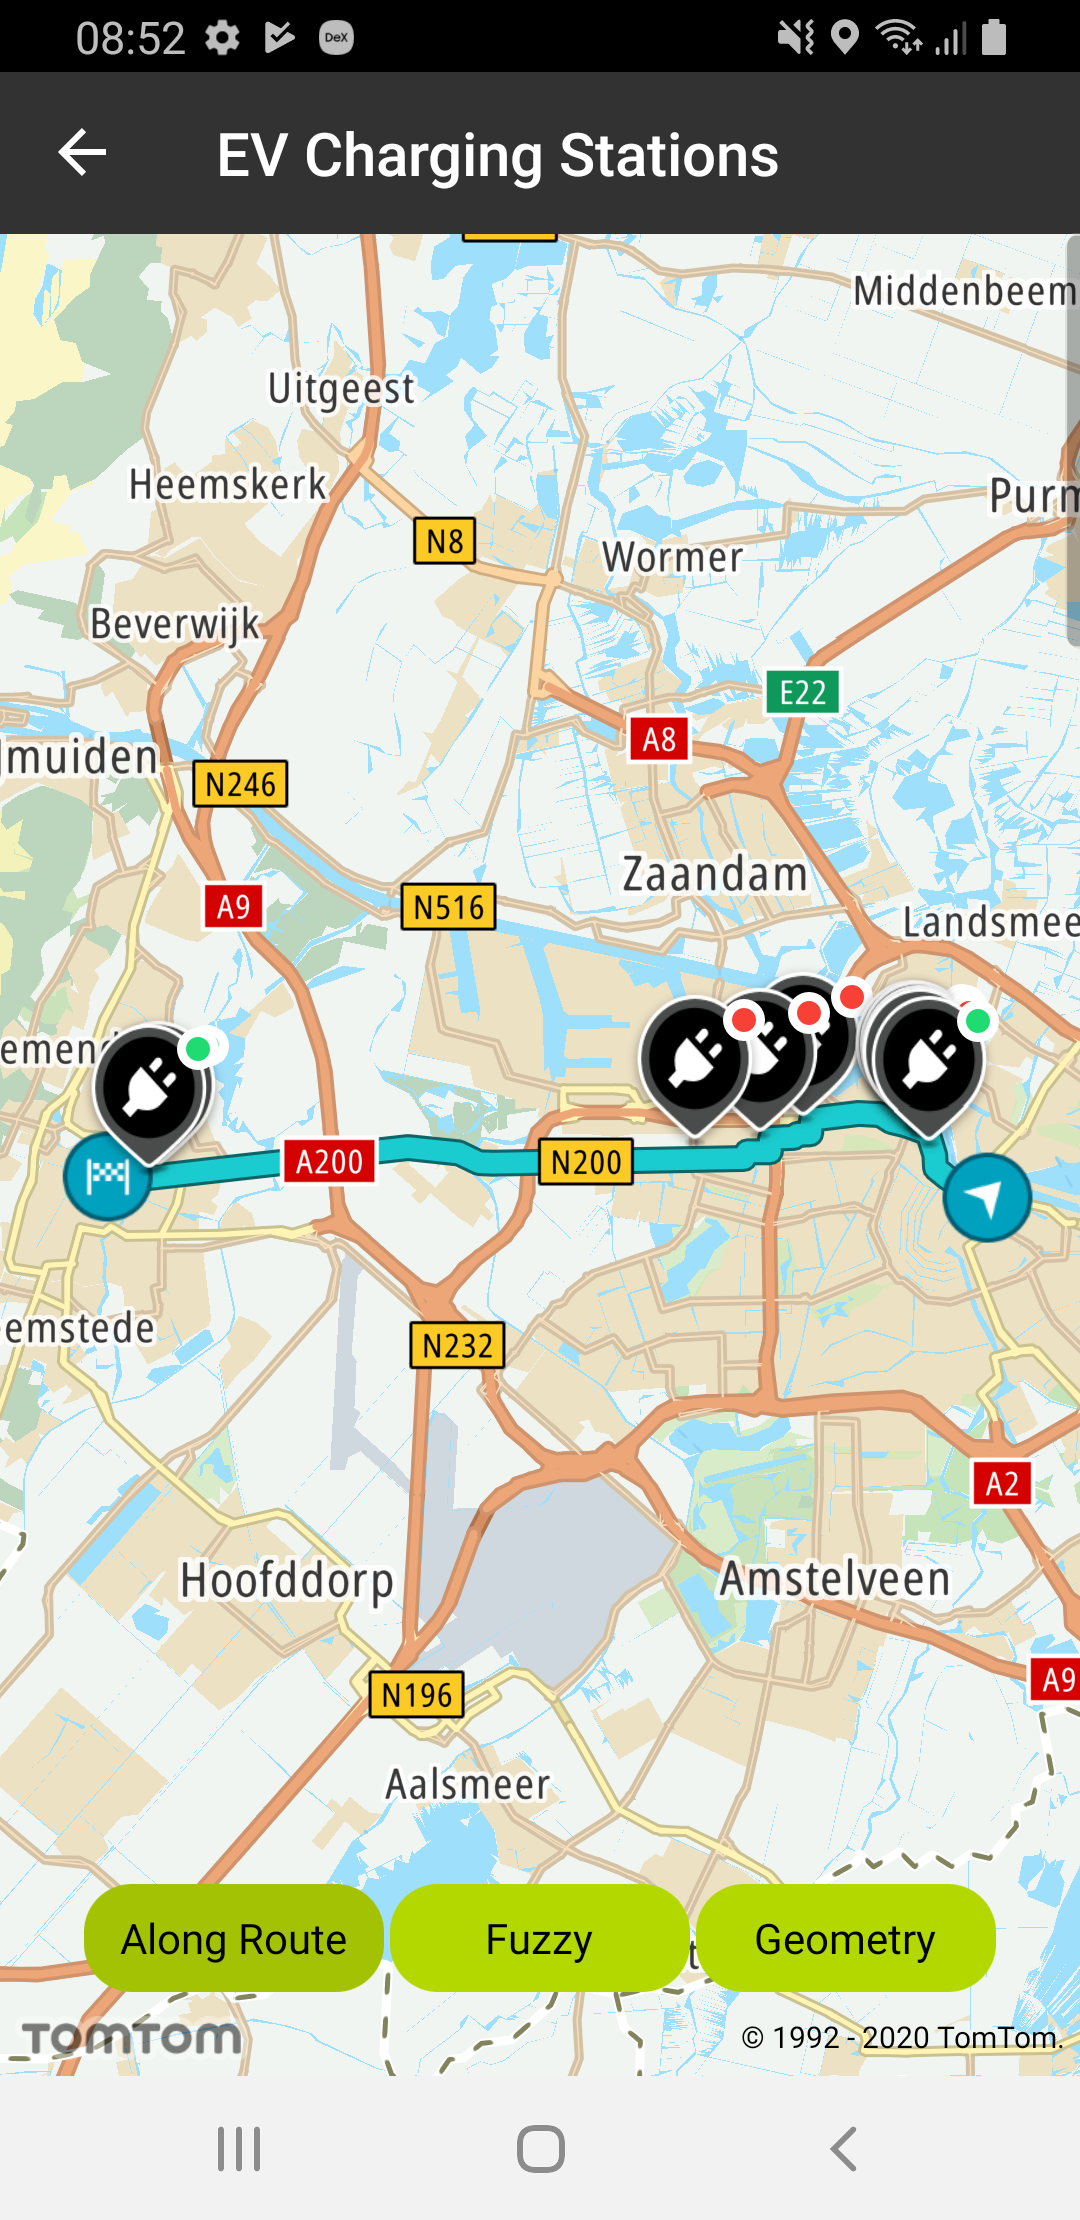 08:52
DeX
EV Charging Stations
Middenbeem
Uitgeest
Heemskerk
Purm
N8
Wormer
Beverwijk
E22
A8
jmuiden
N246
Zaandam
A9
N516
Landsmee
emen
A200
N200
emstede
N232
A2
Hoofddorp
Amstelveen
A9
N196
Aalsmeer
Along Route
Fuzzy
t
Geometry
TOMTOM
© 1992 - 2020 TomTom.